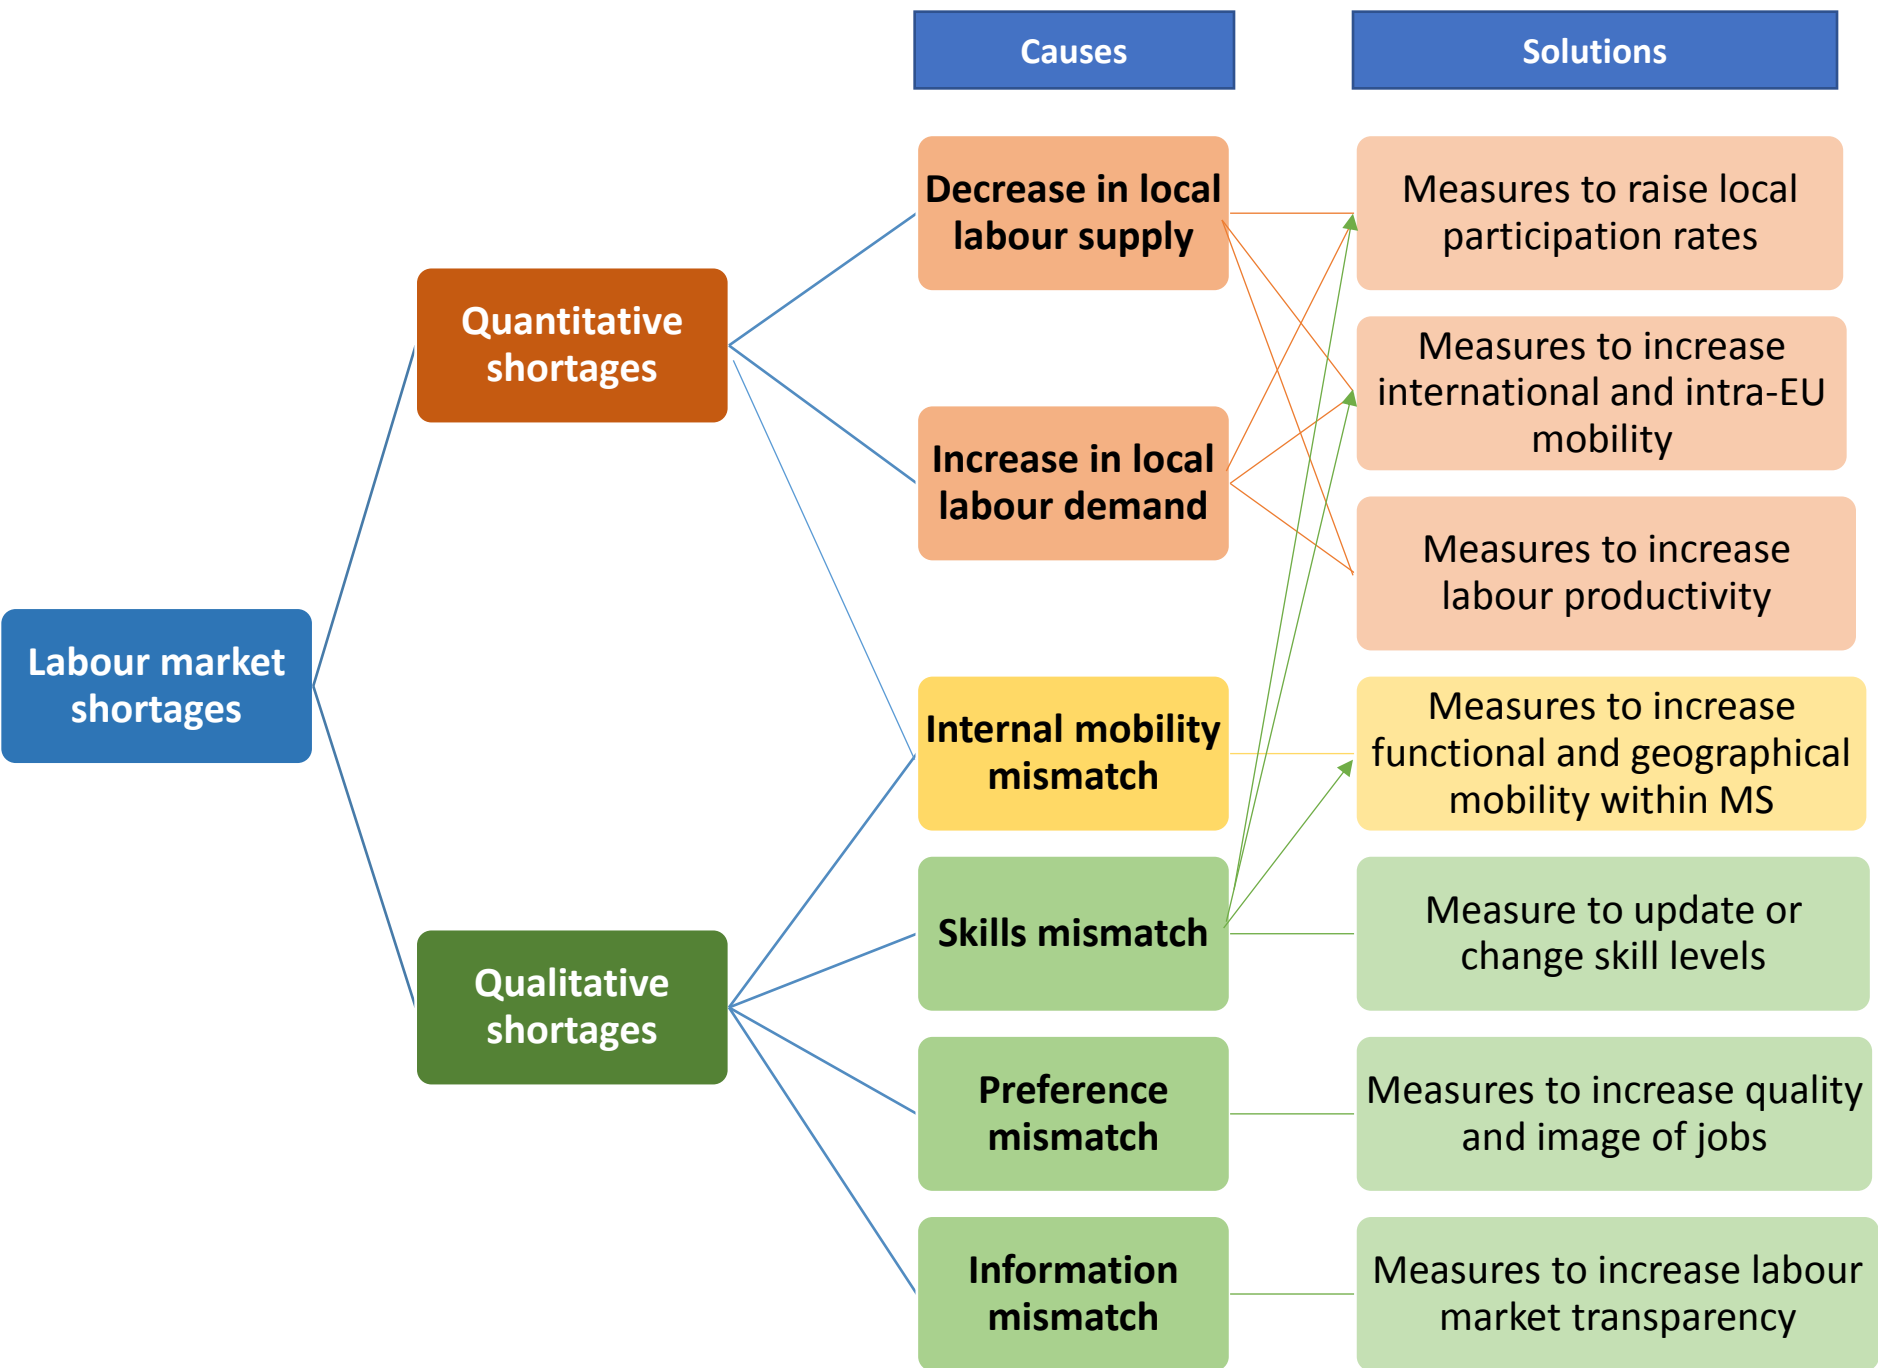 Causes
Solutions
Decrease in local
labour supply
Measures to raise local
participation rates
Quantitative
shortages
Measures to increase
international and intra-EU
mobility
Increase in local
labour demand
Measures to increase
labour productivity
Labour market
shortages
Internal mobility
mismatch
Measures to increase
functional and geographical
mobility within MS
Skills mismatch
Measure to update or
change skill levels
Qualitative
shortages
Preference
mismatch
Measures to increase quality
and image of jobs
Information
mismatch
Measures to increase labour
market transparency